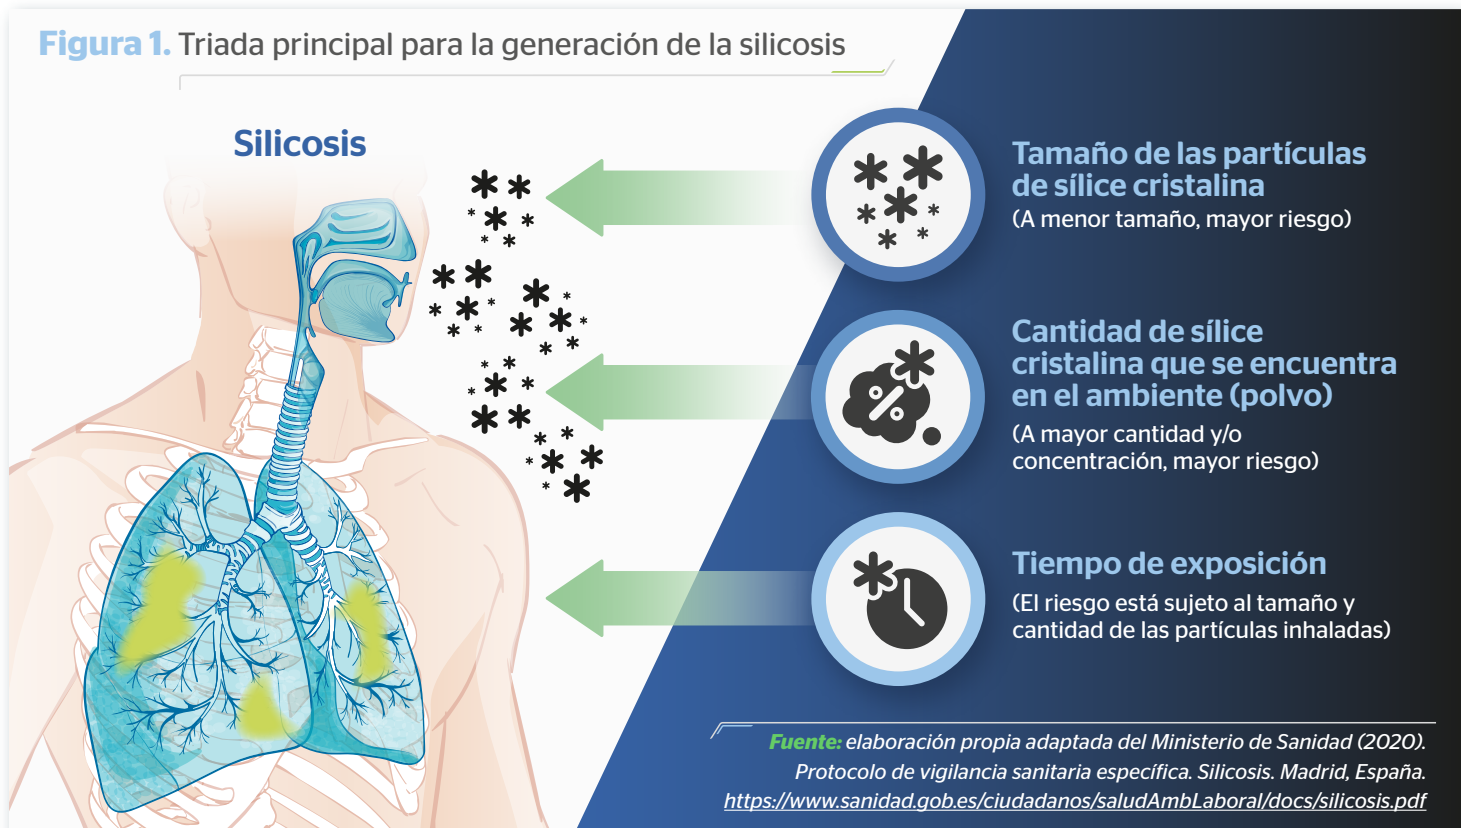 Figura 1. Triada principal para la generación de la silicosis
Silicosis
Tamaño de las partículas
de sílice cristalina
(A menor tamaño, mayor riesgo)
Cantidad de sílice
cristalina que se encuentra
en el ambiente (polvo)
(A mayor cantidad y/o
concentración, mayor riesgo)
Tiempo de exposición
(El riesgo está sujeto al tamaño y
cantidad de las partículas inhaladas)
Fuente: elaboración propia adaptada del Ministerio de Sanidad (2020).
Protocolo de vigilancia sanitaria específica. Silicosis. Madrid, España.
https://www.sanidad.gob.es/ciudadanos/saludAmbLaboral/docs/silicosis.pdf